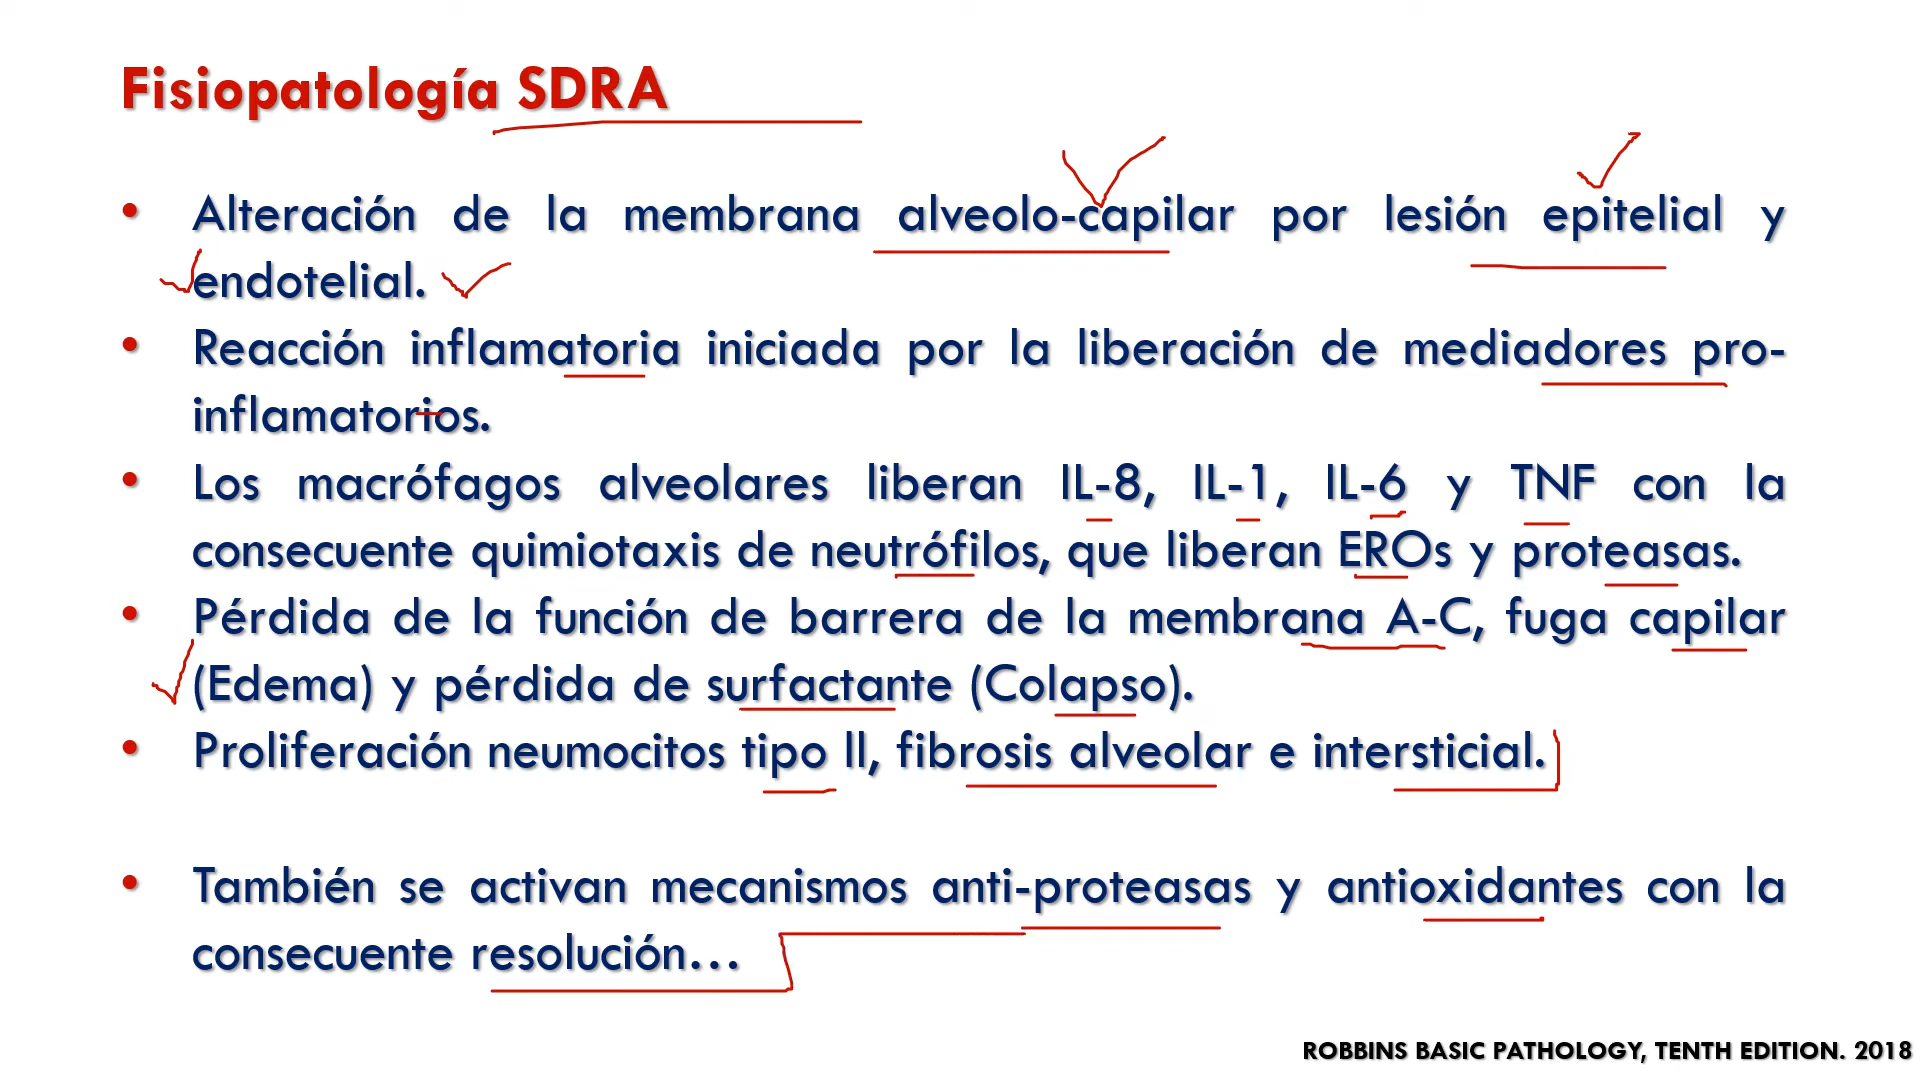 Fisiopatología SDRA
• Alteración de la membrana alveolo-capilar por lesión epitelial y
endotelial.
• Reacción inflamatoria iniciada por la liberación de mediadores pro-
inflamatorios.
• Los macrófagos alveolares liberan IL-8, IL-1, IL-6 y TNF con la
consecuente quimiotaxis de neutrófilos, que liberan EROs y proteasas.
• Pérdida de la función de barrera de la membrana A-C, fuga capilar
(Edema) y pérdida de surfactante (Colapso).
• Proliferación neumocitos tipo II, fibrosis alveolar e intersticial.
• También se activan mecanismos anti-proteasas y antioxidantes con la
consecuente resolución…
ROBBINS BASIC PATHOLOGY, TENTH EDITION. 2018